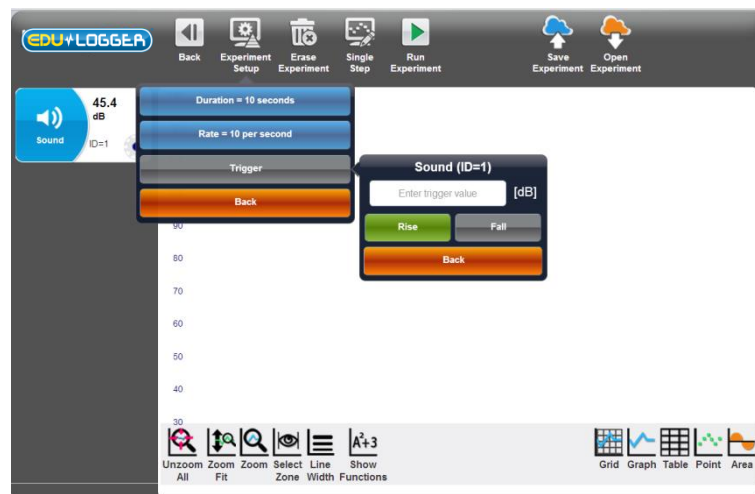 EDU LOGGER
Back
Experiment Setup
Erase Experiment
Single Step
Run Experiment
Save Experiment
Open Experiment
45.4
dB
Sound
ID=1
Duration = 10 seconds
Rate = 10 per second
Trigger
Back
Sound (ID=1)
Enter trigger value
[dB]
Rise
Fall
Back
90
80
70
60
50
40
30
Unzoom All
Zoom Fit
Zoom
Select Zone
Line Width
A²+3
Show Functions
Grid
Graph
Table
Point
Area